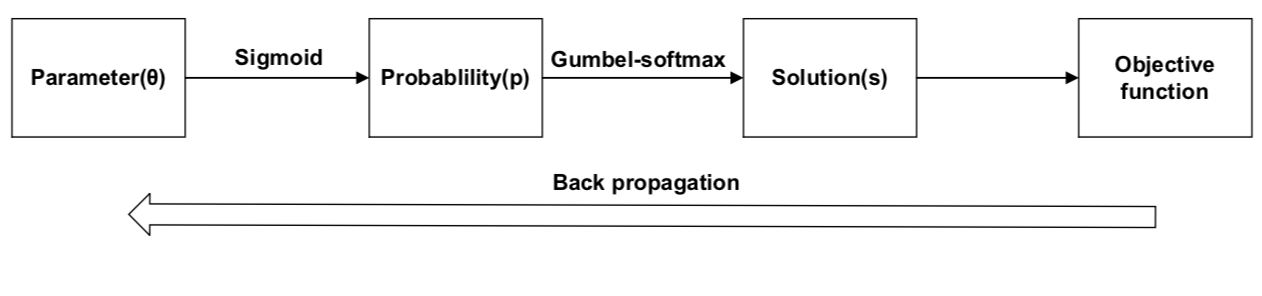 Parameter(θ)
Sigmoid
Probablility(p)
Gumbel-softmax
Solution(s)
Objective
function
Back propagation